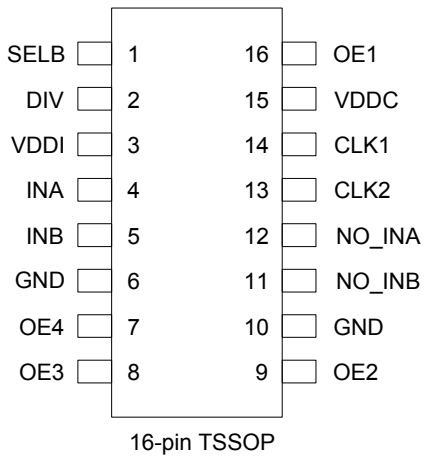 SELB 1 16 OE1
DIV 2 15 VDDC
VDDI 3 14 CLK1
INA 4 13 CLK2
INB 5 12 NO_INA
GND 6 11 NO_INB
OE4 7 10 GND
OE3 8 9 OE2
16-pin TSSOP